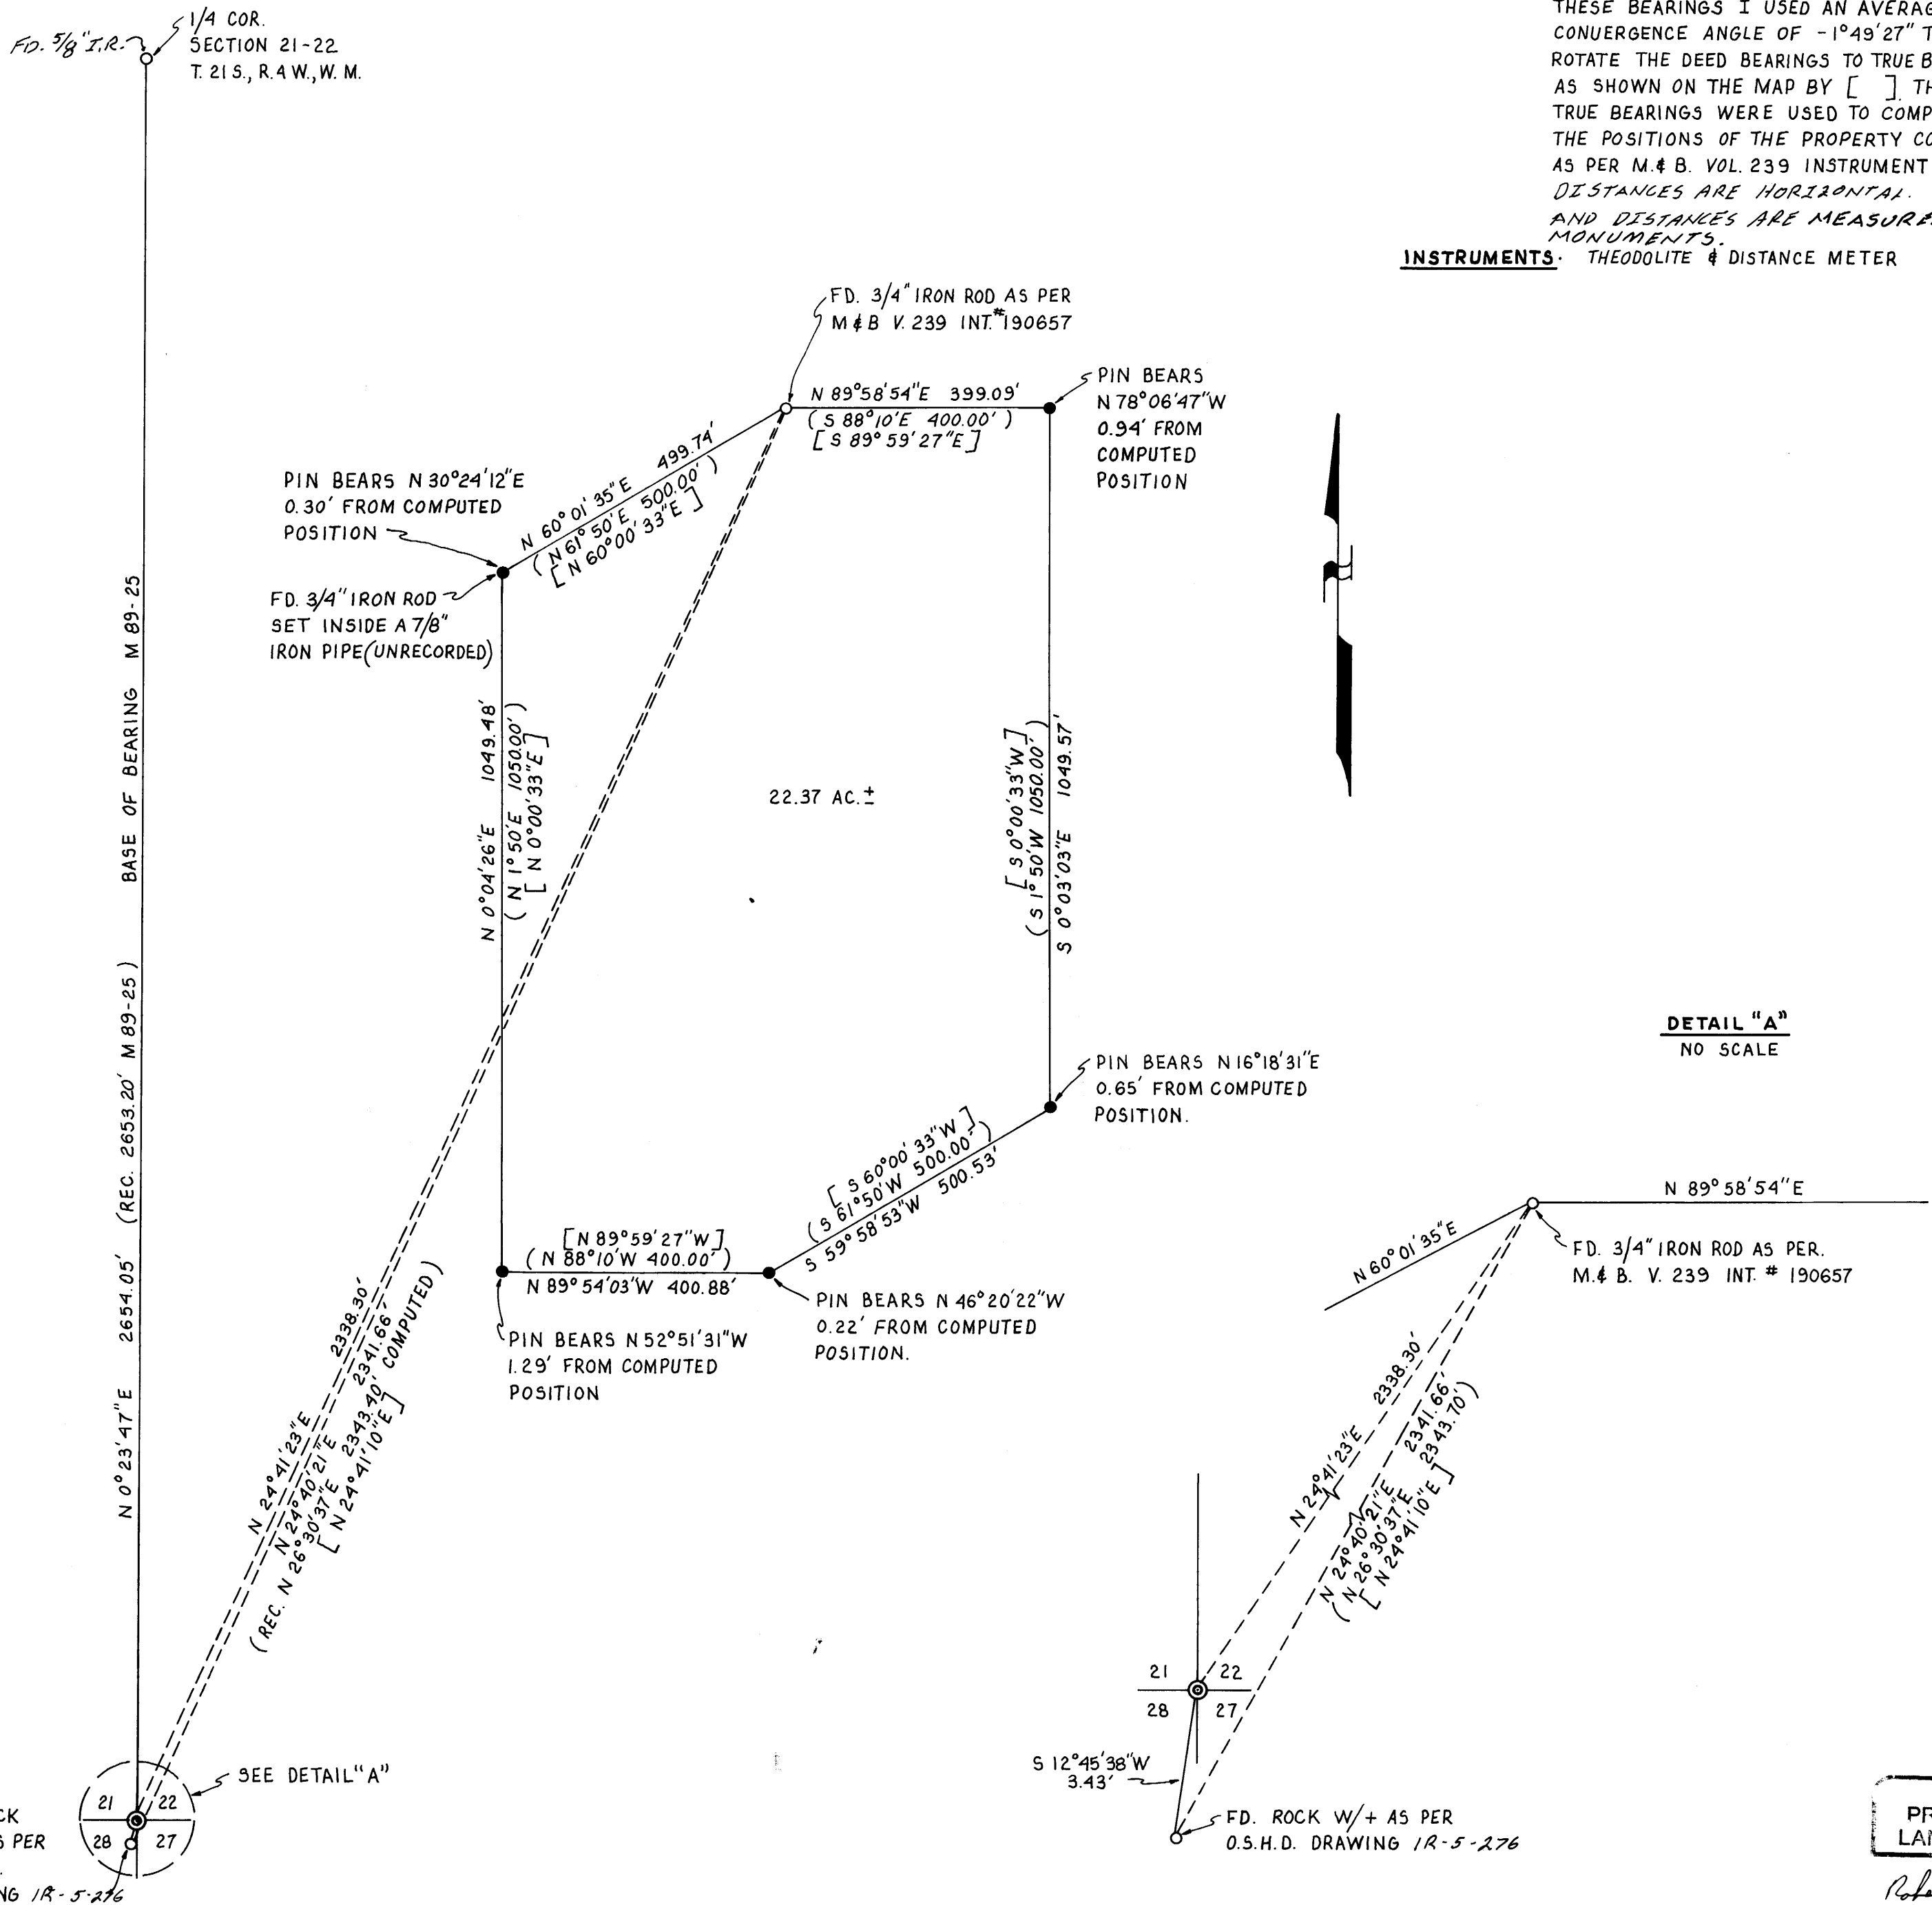 THESE BEARINGS I USED AN AVERAG
CONUERGENCE ANGLE OF -1°49'27" T
ROTATE THE DEED BEARINGS TO TRUE B
AS SHOWN ON THE MAP BY [ ]. TH
TRUE BEARINGS WERE USED TO COMP
THE POSITIONS OF THE PROPERTY CO
AS PER M.& B. VOL. 239 INSTRUMENT
DISTANCES ARE HORIZONTAL.
AND DISTANCES ARE MEASURE
MONUMENTS.
INSTRUMENTS. THEODOLITE & DISTANCE METER
FD. 5/8" I.R.
1/4 COR.
SECTION 21-22
T. 21 S., R. 4 W., W. M.
FD. 3/4" IRON ROD AS PER
M & B V. 239 INT.#190657
N 89°58'54"E 399.09'
( S 88°10'E 400.00' )
[ S 89°59'27"E ]
PIN BEARS
N 78°06'47"W
0.94' FROM
COMPUTED
POSITION
N 60°01'35"E 499.74'
( N 61°50'E 500.00' )
[ N 60°00'33"E ]
PIN BEARS N 30°24'12"E
0.30' FROM COMPUTED
POSITION
FD. 3/4" IRON ROD
SET INSIDE A 7/8"
IRON PIPE (UNRECORDED)
N 0°04'26"E 1049.48'
( N 1°50'E 1050.00' )
[ N 0°00'33"E ]
22.37 AC.±
[ S 0°00'33"W ]
( S 1°50'W 1050.00' )
S 0°03'03"E 1049.57'
N 0°23'47"E 2654.05' (REC. 2653.20' M 89-25) BASE OF BEARING M 89-25
PIN BEARS N 16°18'31"E
0.65' FROM COMPUTED
POSITION.
[ S 60°00'33"W ]
( S 61°50'W 500.00' )
S 59°58'53"W 500.53'
[N 89°59'27"W]
( N 88°10'W 400.00' )
N 89°54'03"W 400.88'
PIN BEARS N 46°20'22"W
0.22' FROM COMPUTED
POSITION.
PIN BEARS N 52°51'31"W
1.29' FROM COMPUTED
POSITION
N 24°41'23"E 2338.30'
N 24°40'21"E 2341.66'
(REC. N 26°30'37"E 2343.40' COMPUTED)
[ N 24°41'10"E ]
SEE DETAIL "A"
21 22
28 27
CK
S PER
NG 1R-5-276
DETAIL "A"
NO SCALE
N 89°58'54"E
N 60°01'35"E
FD. 3/4" IRON ROD AS PER.
M.& B. V. 239 INT. # 190657
N 24°41'23"E 2338.30'
N 24°40'21"E 2341.66'
( N 26°30'37"E 2343.70')
[ N 24°41'10"E ]
21 22
28 27
S 12°45'38"W
3.43'
FD. ROCK W/+ AS PER
O.S.H.D. DRAWING 1R-5-276
PR
LAN